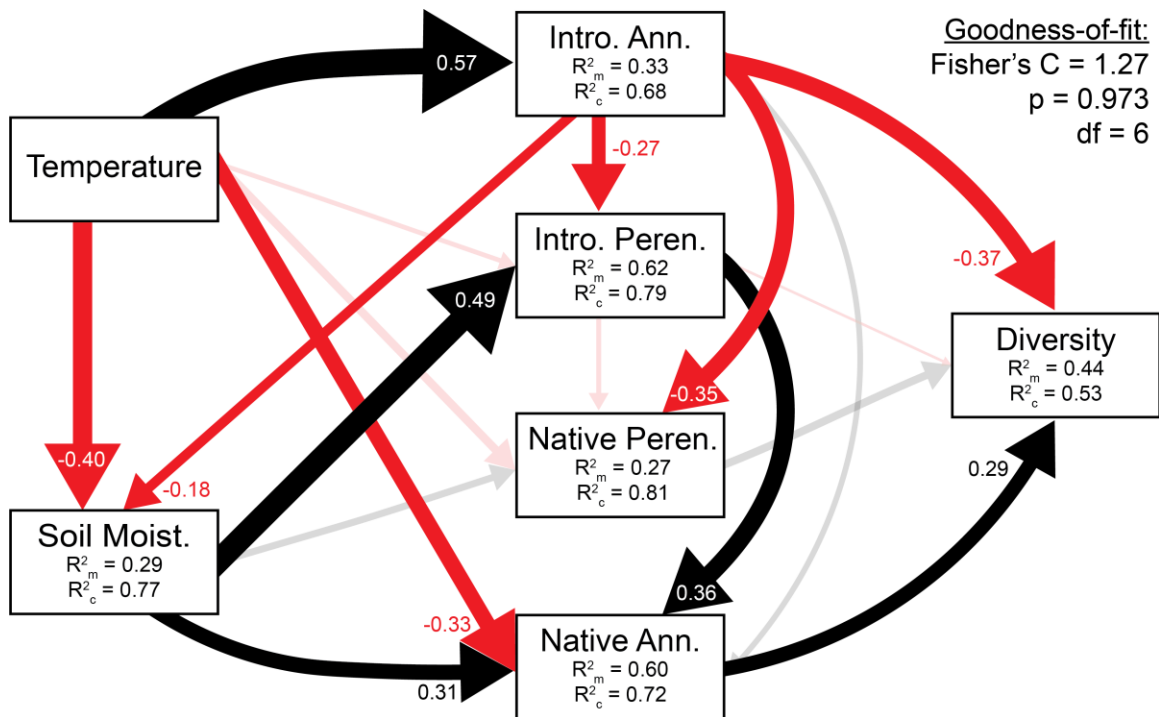 Goodness-of-fit:
Fisher's C = 1.27
p = 0.973
df = 6
Intro. Ann.
R²m = 0.33
R²c = 0.68
0.57
Temperature
-0.27
Intro. Peren.
R²m = 0.62
R²c = 0.79
-0.37
0.49
Diversity
R²m = 0.44
R²c = 0.53
-0.35
Native Peren.
R²m = 0.27
R²c = 0.81
-0.40
-0.18
0.29
Soil Moist.
R²m = 0.29
R²c = 0.77
0.36
-0.33
Native Ann.
R²m = 0.60
R²c = 0.72
0.31